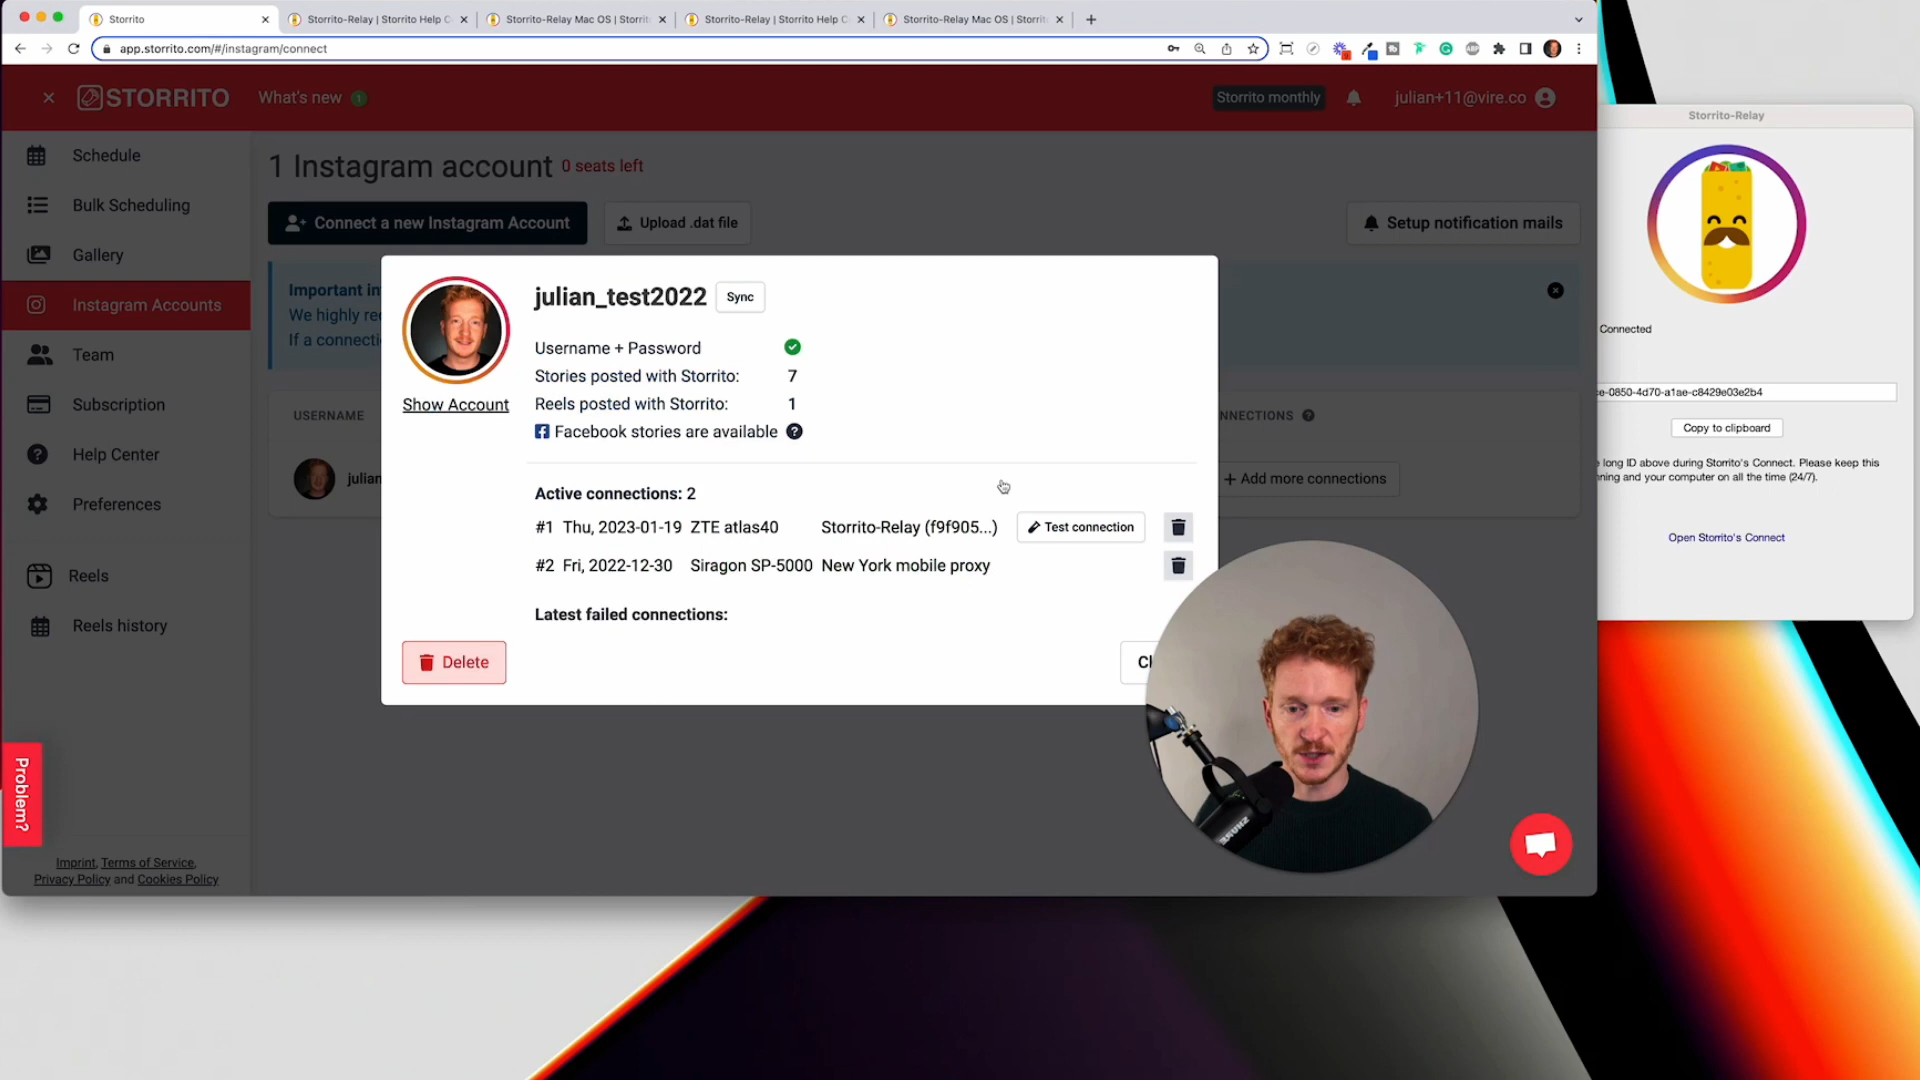 Storrito
Storrito-Relay | Storrito Help C
Storrito-Relay Mac OS | Storrit
Storrito-Relay | Storrito Help C
Storrito-Relay Mac OS | Storrit
app.storrito.com/#/instagram/connect
STORRITO
What's new 1
Storrito monthly
julian+11@vire.co
Schedule
Bulk Scheduling
Gallery
Instagram Accounts
Team
Subscription
Help Center
Preferences
Reels
Reels history
Problem?
Imprint, Terms of Service,
Privacy Policy and Cookies Policy
1 Instagram account 0 seats left
Connect a new Instagram Account
Upload .dat file
Setup notification mails
Important in
We highly re
If a connecti
USERNAME
NNECTIONS
julian
+ Add more connections
julian_test2022 Sync
Show Account
Username + Password
Stories posted with Storrito: 7
Reels posted with Storrito: 1
Facebook stories are available
Active connections: 2
#1 Thu, 2023-01-19 ZTE atlas40 Storrito-Relay (f9f905...) Test connection
#2 Fri, 2022-12-30 Siragon SP-5000 New York mobile proxy
Latest failed connections:
Delete
Storrito-Relay
Connected
ce-0850-4d70-a1ae-c8429e03e2b4
Copy to clipboard
long ID above during Storrito's Connect. Please keep this
ning and your computer on all the time (24/7).
Open Storrito's Connect